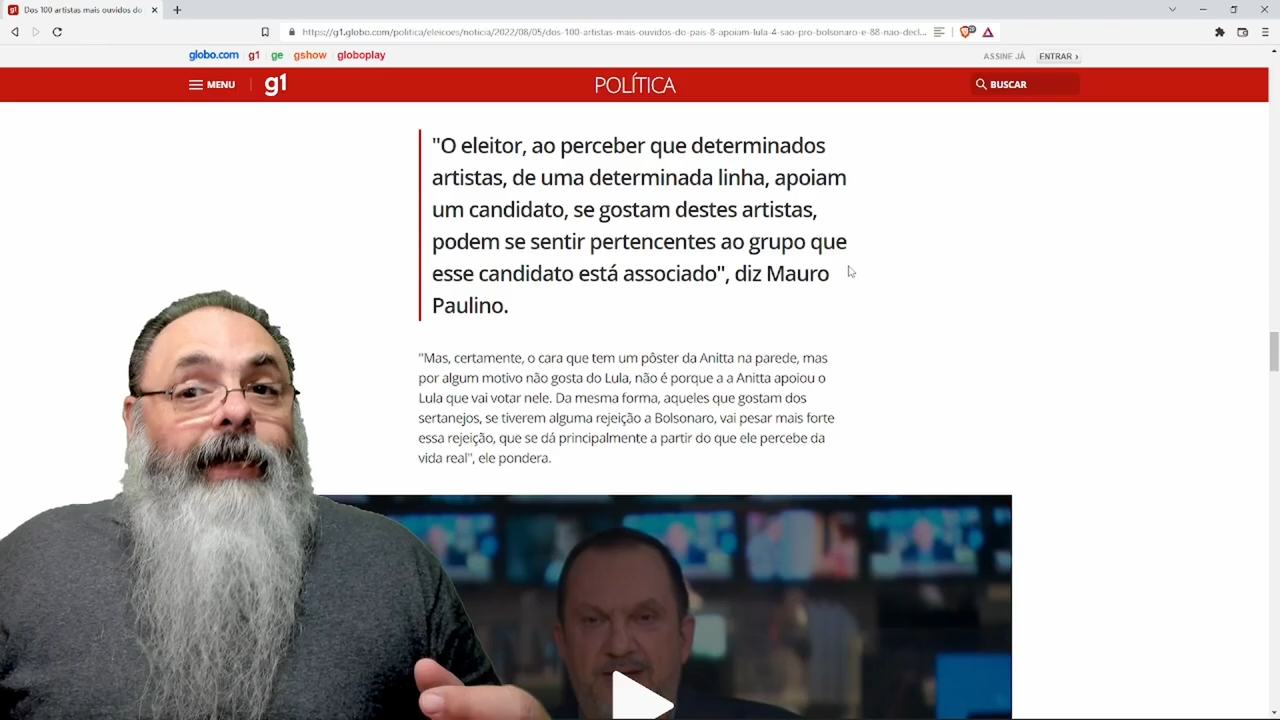 Dos 100 artistas mais ouvidos do
https://g1.globo.com/politica/eleicoes/noticia/2022/08/05/dos-100-artistas-mais-ouvidos-do-pais-8-apoiam-lula-4-sao-pro-bolsonaro-e-88-nao-decl...
globo.com g1 ge gshow globoplay
ASSINE JÁ ENTRAR ›
MENU g1 POLÍTICA BUSCAR
"O eleitor, ao perceber que determinados
artistas, de uma determinada linha, apoiam
um candidato, se gostam destes artistas,
podem se sentir pertencentes ao grupo que
esse candidato está associado", diz Mauro
Paulino.
"Mas, certamente, o cara que tem um pôster da Anitta na parede, mas
por algum motivo não gosta do Lula, não é porque a a Anitta apoiou o
Lula que vai votar nele. Da mesma forma, aqueles que gostam dos
sertanejos, se tiverem alguma rejeição a Bolsonaro, vai pesar mais forte
essa rejeição, que se dá principalmente a partir do que ele percebe da
vida real", ele pondera.